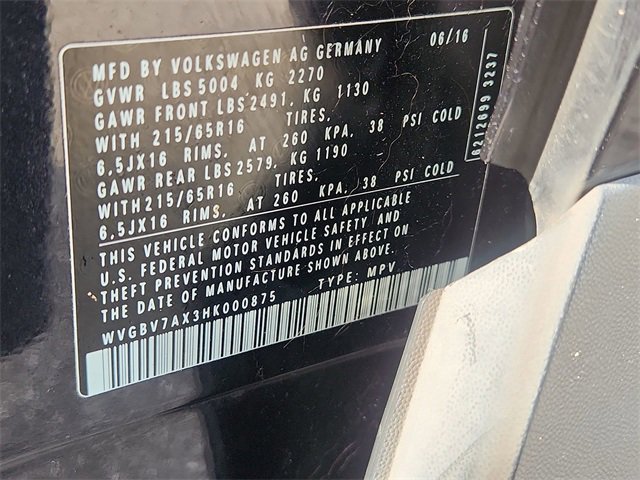 MFD BY VOLKSWAGEN AG GERMANY 06/16
GVWR LBS 5004 KG 2270
GAWR FRONT LBS 2491, KG 1130
WITH 215/65R16 TIRES,
6,5JX16 RIMS, AT 260 KPA, 38 PSI COLD
GAWR REAR LBS 2579, KG 1190
WITH 215/65R16 TIRES,
6,5JX16 RIMS, AT 260 KPA, 38 PSI COLD
THIS VEHICLE CONFORMS TO ALL APPLICABLE
U.S. FEDERAL MOTOR VEHICLE SAFETY AND
THEFT PREVENTION STANDARDS IN EFFECT ON
THE DATE OF MANUFACTURE SHOWN ABOVE.
WVGBV7AX3HK000875 TYPE: MPV
6212699 3237